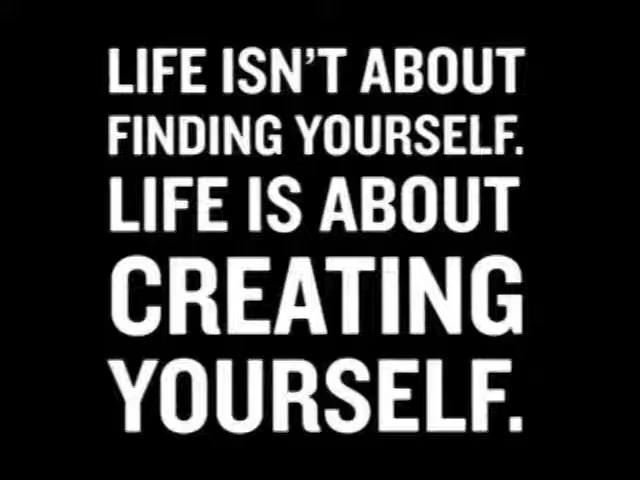 LIFE ISN'T ABOUT
FINDING YOURSELF.
LIFE IS ABOUT
CREATING
YOURSELF.